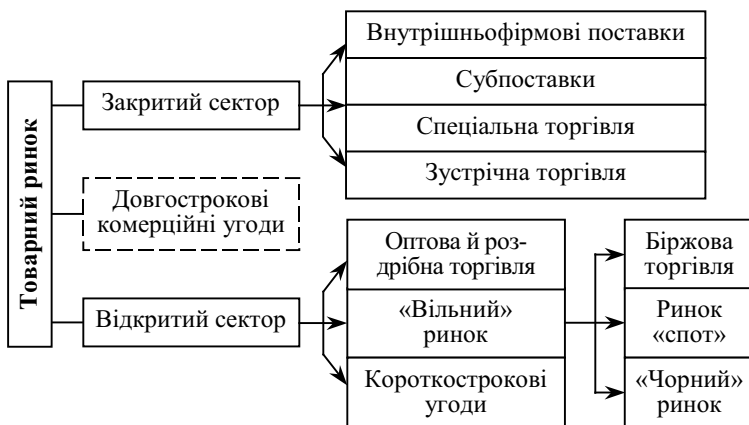 Товарний ринок
Закритий сектор
Внутрішньофірмові поставки
Субпоставки
Спеціальна торгівля
Зустрічна торгівля
Довгострокові
комерційні угоди
Відкритий сектор
Оптова й роз-
дрібна торгівля
«Вільний»
ринок
Короткострокові
угоди
Біржова
торгівля
Ринок
«спот»
«Чорний»
ринок